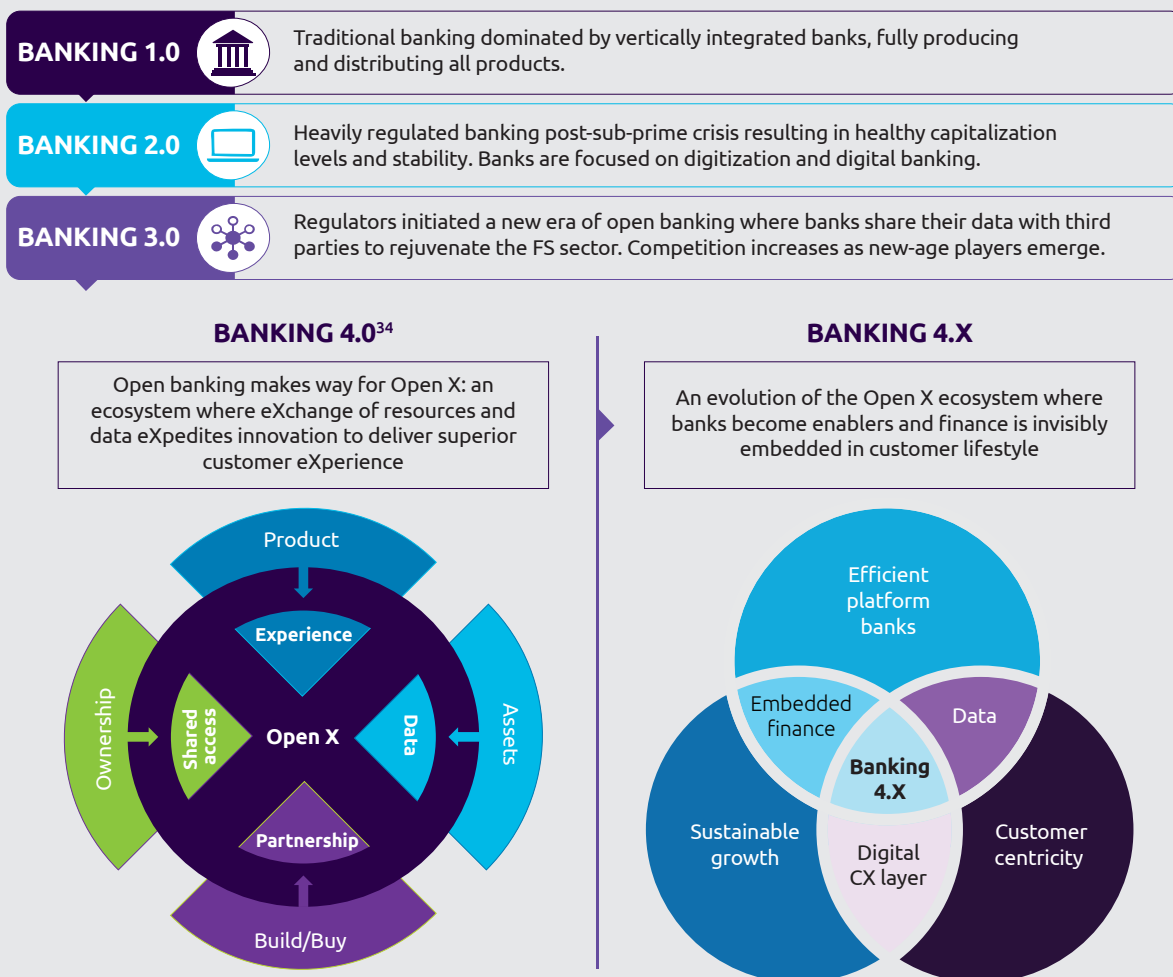 BANKING 1.0
Traditional banking dominated by vertically integrated banks, fully producing
and distributing all products.
BANKING 2.0
Heavily regulated banking post-sub-prime crisis resulting in healthy capitalization
levels and stability. Banks are focused on digitization and digital banking.
BANKING 3.0
Regulators initiated a new era of open banking where banks share their data with third
parties to rejuvenate the FS sector. Competition increases as new-age players emerge.
BANKING 4.0³⁴
Open banking makes way for Open X: an
ecosystem where eXchange of resources and
data eXpedites innovation to deliver superior
customer eXperience
Product
Experience
Ownership
Shared
access
Open X
Data
Assets
Partnership
Build/Buy
BANKING 4.X
An evolution of the Open X ecosystem where
banks become enablers and finance is invisibly
embedded in customer lifestyle
Efficient
platform
banks
Embedded
finance
Data
Banking
4.X
Sustainable
growth
Digital
CX layer
Customer
centricity